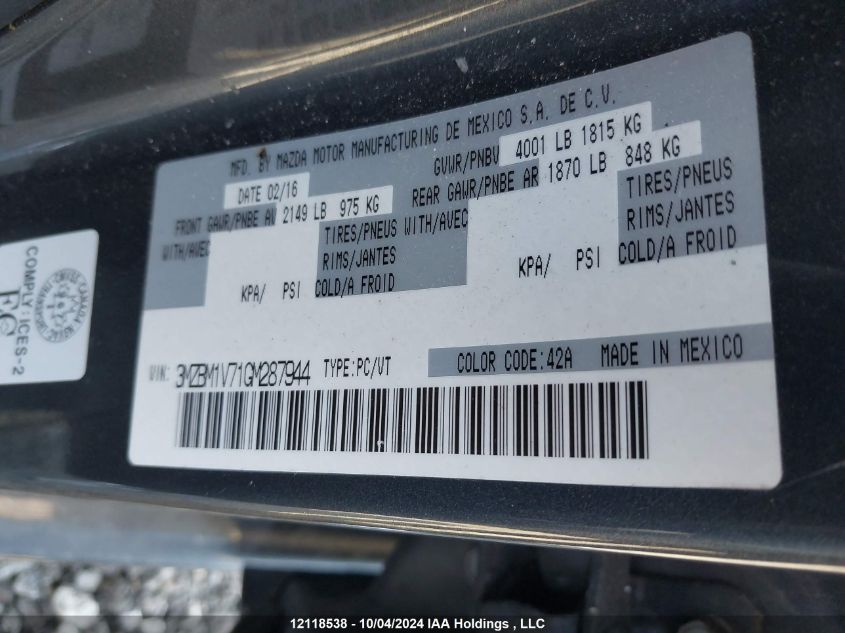 MFD. BY MAZDA MOTOR MANUFACTURING DE MEXICO S.A. DE C.V.
DATE 02/16
GVWR/PNBV 4001 LB 1815 KG
FRONT GAWR/PNBE AV 2149 LB 975 KG
REAR GAWR/PNBE AR 1870 LB 848 KG
WITH/AVEC
TIRES/PNEUS
WITH/AVEC
TIRES/PNEUS
RIMS/JANTES
RIMS/JANTES
KPA/ PSI COLD/A FROID
KPA/ PSI COLD/A FROID
VIN: 3MZBM1V71GM287944 TYPE:PC/VT
COLOR CODE:42A MADE IN MEXICO
COMPLY:ICES-2
12118538 - 10/04/2024 IAA Holdings , LLC